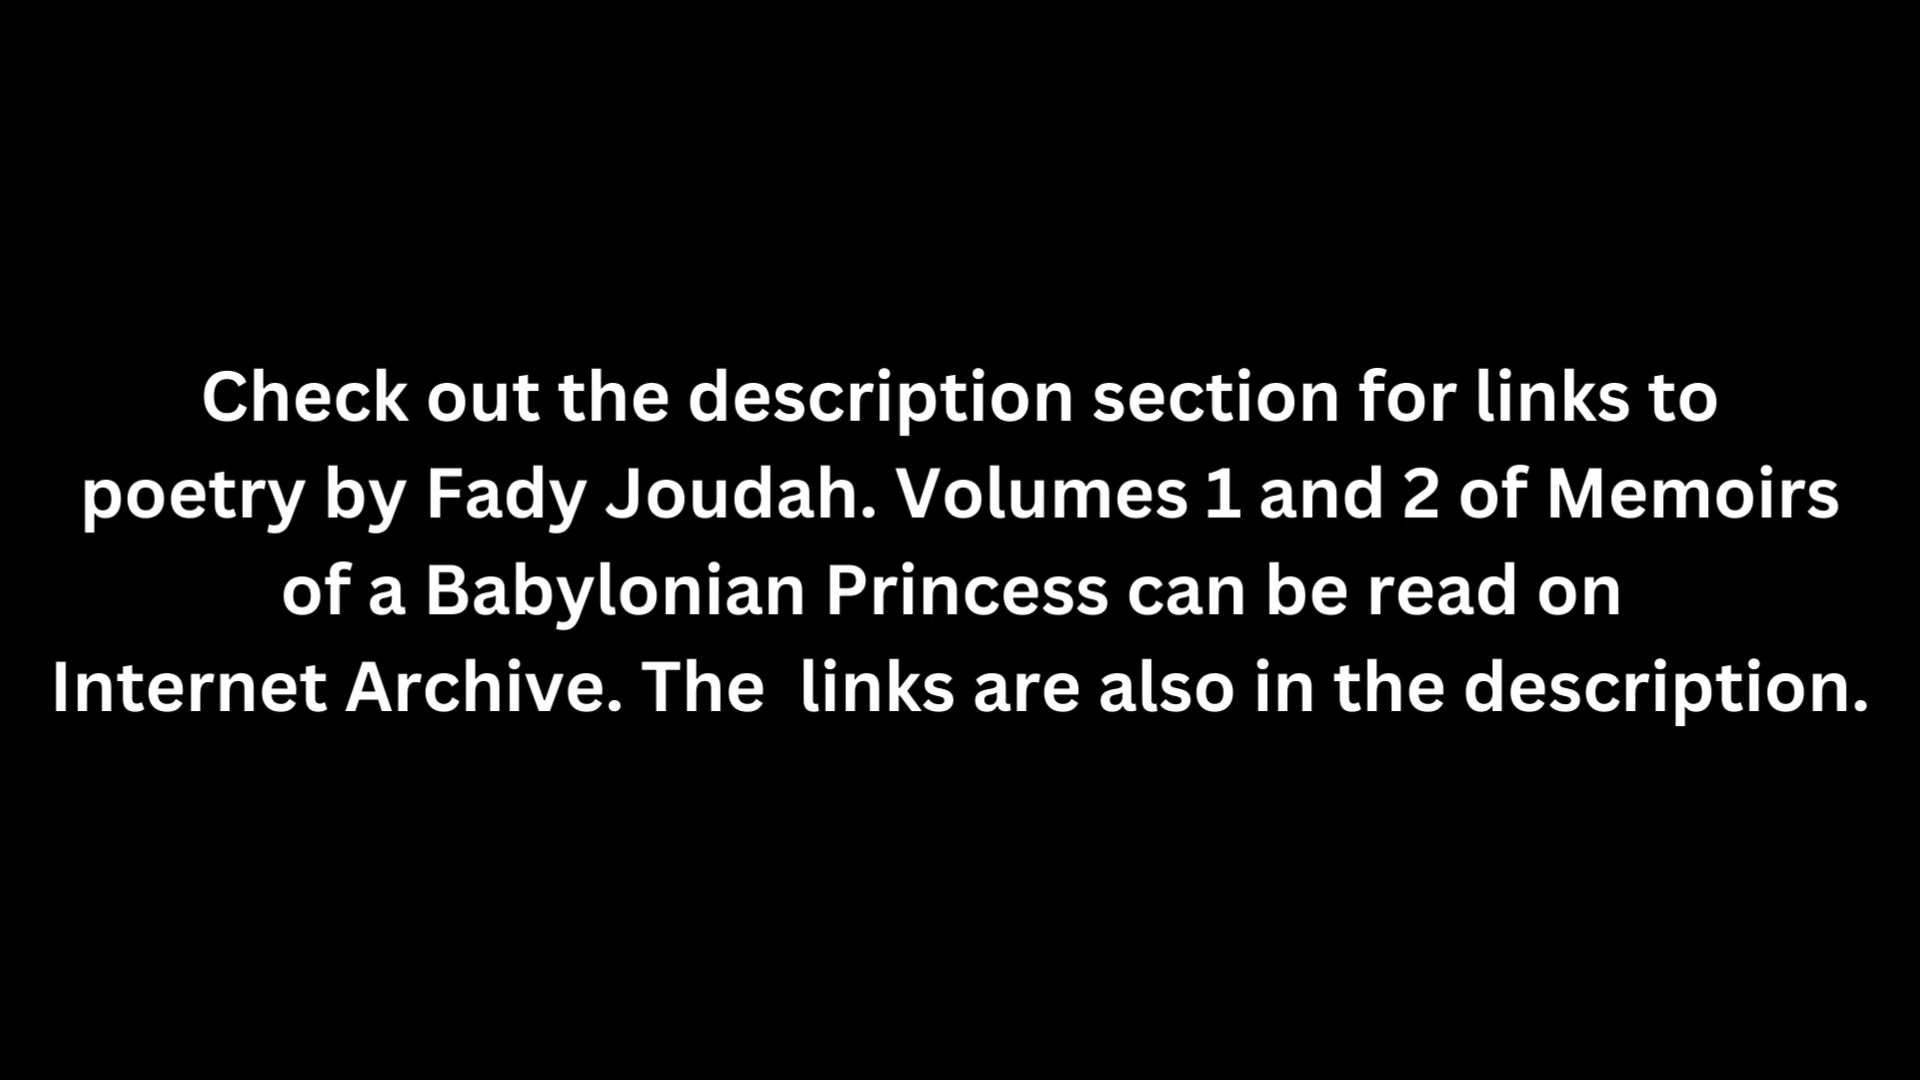 Check out the description section for links to
poetry by Fady Joudah. Volumes 1 and 2 of Memoirs
of a Babylonian Princess can be read on
Internet Archive. The  links are also in the description.